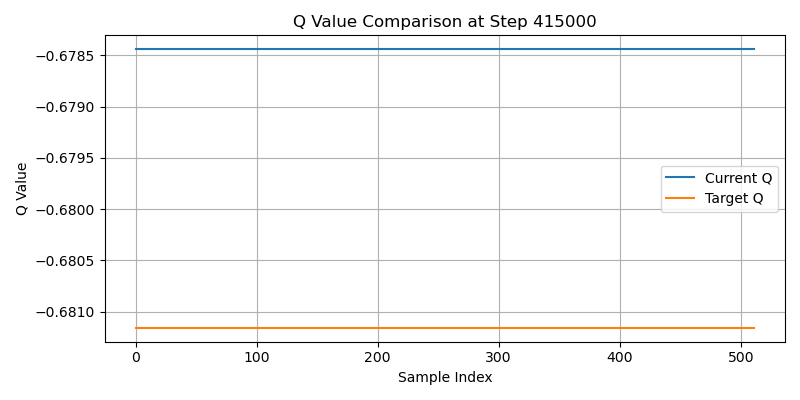 Q Value Comparison at Step 415000
−0.6785
−0.6790
−0.6795
−0.6800
−0.6805
−0.6810
Q Value
Current Q
Target Q
0 100 200 300 400 500
Sample Index